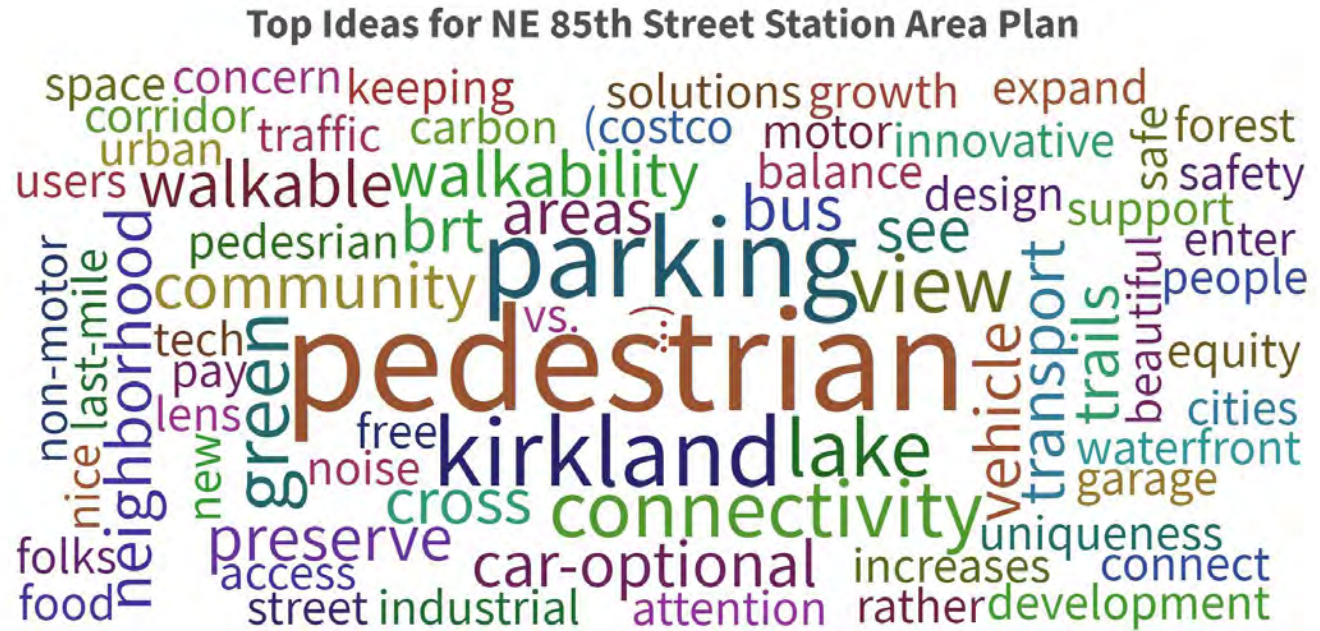 Top Ideas for NE 85th Street Station Area Plan
space concern keeping solutions growth expand
corridor traffic carbon (costco motor innovative safe forest
urban
users walkable walkability balance design safety
areas bus support
pedesrian brt parking see enter
non-motor last-mile neighborhood community view transport trails beautiful people
vs. :
tech green pedestrian vehicle equity
pay
lens free kirkland lake cities
nice new noise waterfront
cross connectivity garage
preserve uniqueness
folks access car-optional increases connect
food street industrial attention rather development